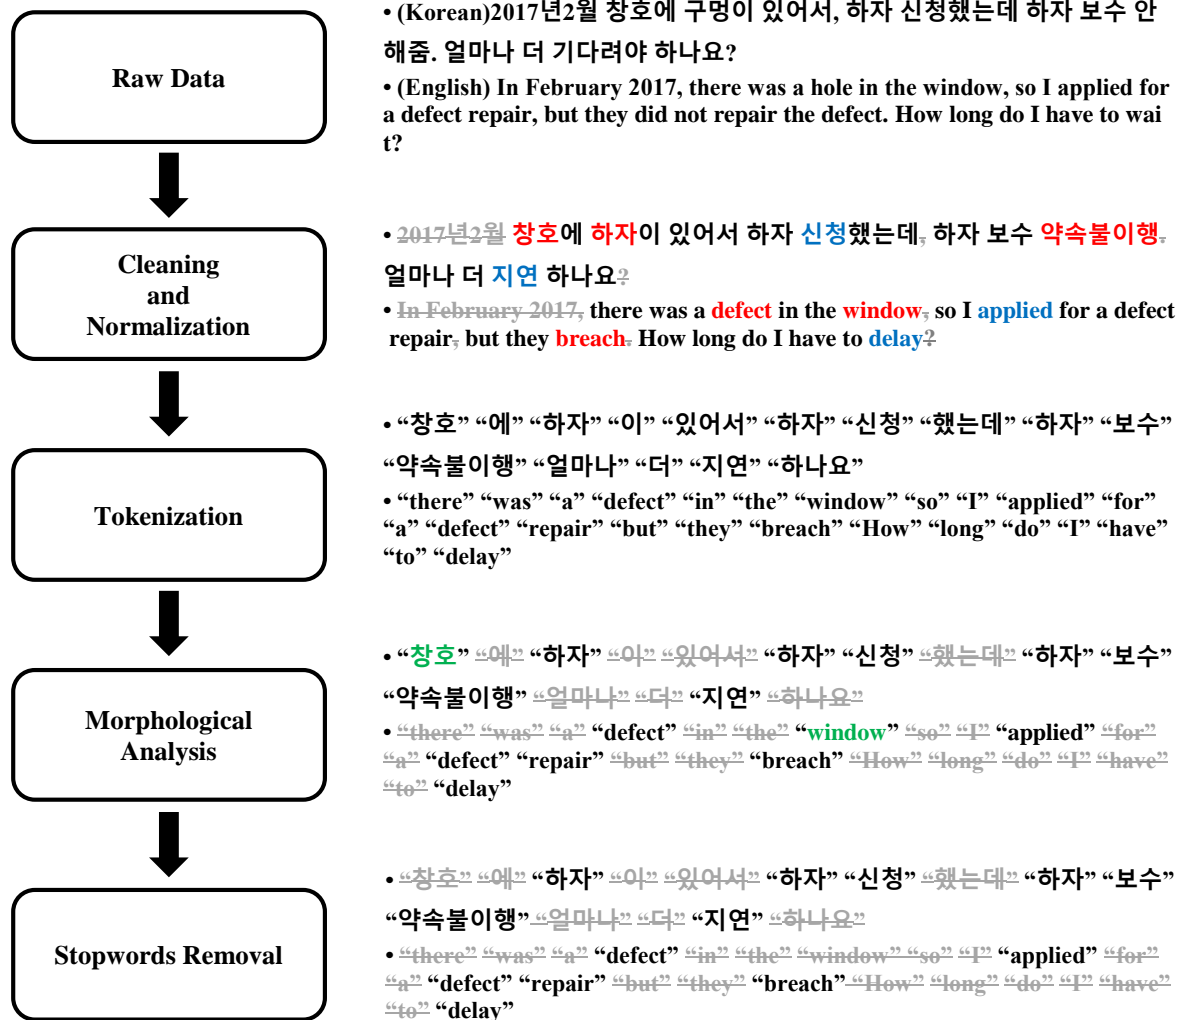 Raw Data
• (Korean)2017년2월 창호에 구멍이 있어서, 하자 신청했는데 하자 보수 안
해줌. 얼마나 더 기다려야 하나요?
• (English) In February 2017, there was a hole in the window, so I applied for
a defect repair, but they did not repair the defect. How long do I have to wai
t?
Cleaning
and
Normalization
• 2017년2월 창호에 하자이 있어서 하자 신청했는데, 하자 보수 약속불이행.
얼마나 더 지연 하나요?
• In February 2017, there was a defect in the window, so I applied for a defect
repair, but they breach. How long do I have to delay?
Tokenization
• “창호” “에” “하자” “이” “있어서” “하자” “신청” “했는데” “하자” “보수”
“약속불이행” “얼마나” “더” “지연” “하나요”
• “there” “was” “a” “defect” “in” “the” “window” “so” “I” “applied” “for”
“a” “defect” “repair” “but” “they” “breach” “How” “long” “do” “I” “have”
“to” “delay”
Morphological
Analysis
• “창호” “에” “하자” “이” “있어서” “하자” “신청” “했는데” “하자” “보수”
“약속불이행” “얼마나” “더” “지연” “하나요”
• “there” “was” “a” “defect” “in” “the” “window” “so” “I” “applied” “for”
“a” “defect” “repair” “but” “they” “breach” “How” “long” “do” “I” “have”
“to” “delay”
Stopwords Removal
• “창호” “에” “하자” “이” “있어서” “하자” “신청” “했는데” “하자” “보수”
“약속불이행” “얼마나” “더” “지연” “하나요”
• “there” “was” “a” “defect” “in” “the” “window” “so” “I” “applied” “for”
“a” “defect” “repair” “but” “they” “breach” “How” “long” “do” “I” “have”
“to” “delay”